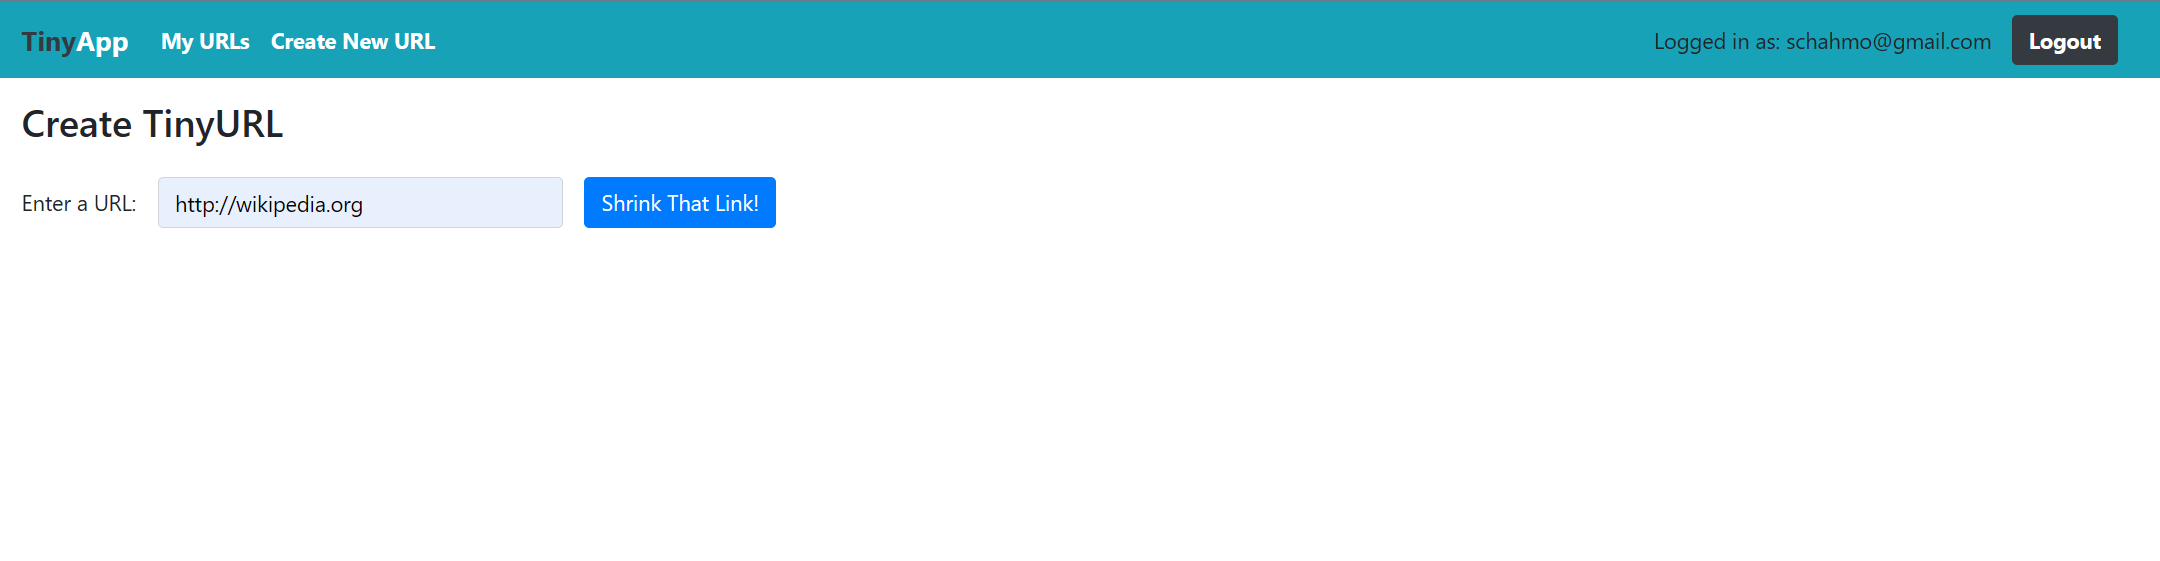 TinyApp My URLs Create New URL Logged in as: schahmo@gmail.com Logout
Create TinyURL
Enter a URL: http://wikipedia.org Shrink That Link!